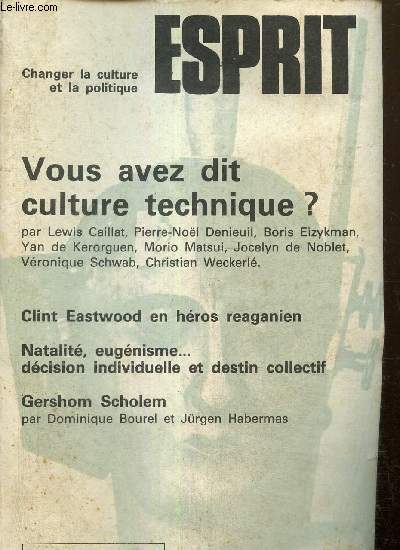 Le-livre.com
Changer la culture
et la politique
ESPRIT
Vous avez dit
culture technique ?
par Lewis Caillat, Pierre-Noël Denieuil, Boris Eizykman,
Yan de Kerorguen, Morio Matsui, Jocelyn de Noblet,
Véronique Schwab, Christian Weckerlé.
Clint Eastwood en héros reaganien
Natalité, eugénisme...
décision individuelle et destin collectif
Gershom Scholem
par Dominique Bourel et Jürgen Habermas